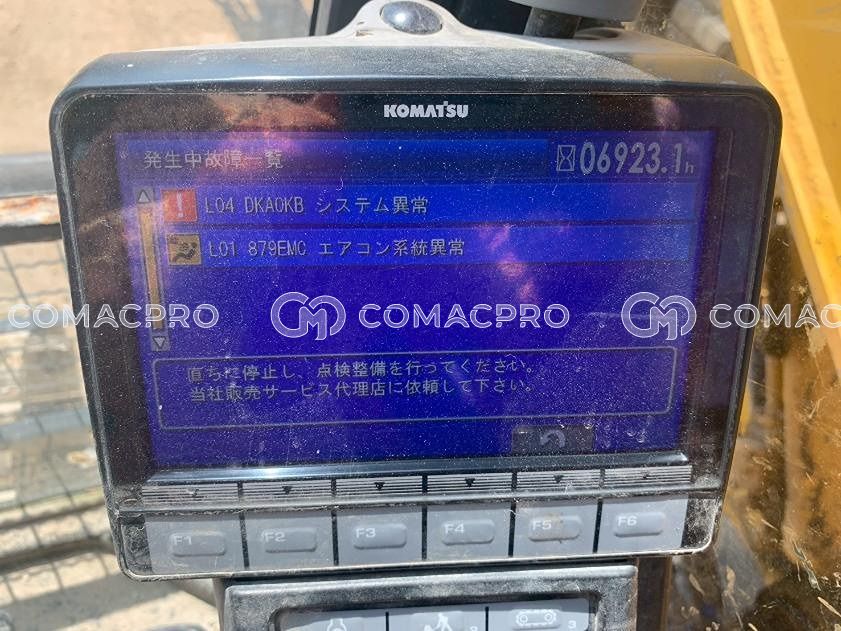 KOMATSU
発生中故障一覧 06923.1h
! L04 DKA0KB システム異常
L01 879EMC エアコン系統異常
COMACPRO COMACPRO COMAC
直ちに停止し、点検整備を行ってください。
当社販売サービス代理店に依頼して下さい。
F1 F2 F3 F4 F5 F6
3 3